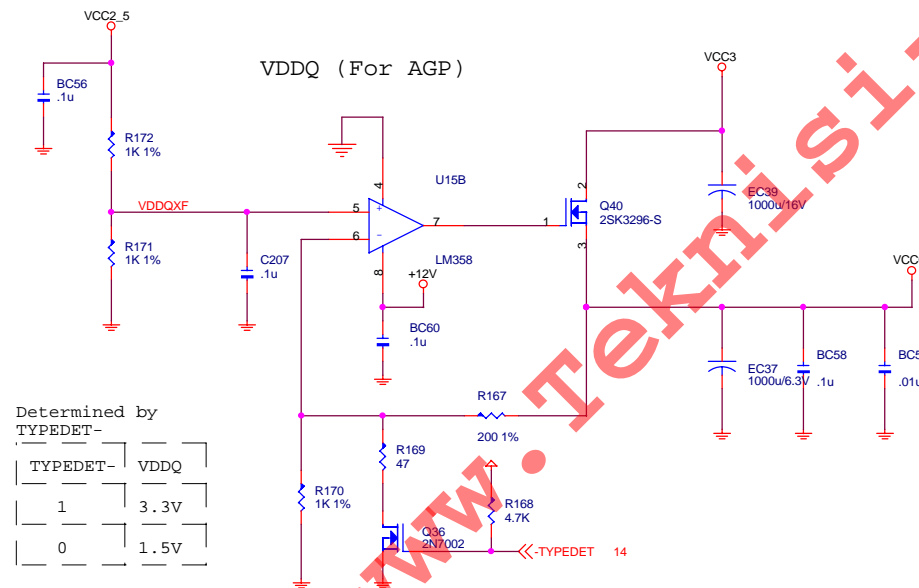 VCC2_5
VDDQ (For AGP)
VCC3
BC56
.1u
R172
1K 1%
4
U15B
2
EC39
1000u/16V
VDDQXF
5
+
7
1
Q40
2SK3296-S
R171
1K 1%
6
-
3
C207
.1u
8
LM358
+12V
BC60
.1u
EC37
1000u/6.3V
BC58
.1u
.01u
R167
200 1%
Determined by
TYPEDET-
TYPEDET- VDDQ
1 3.3V
0 1.5V
R169
47
R170
1K 1%
R168
4.7K
Q36
2N7002
-TYPEDET 14
www.Teknisi-